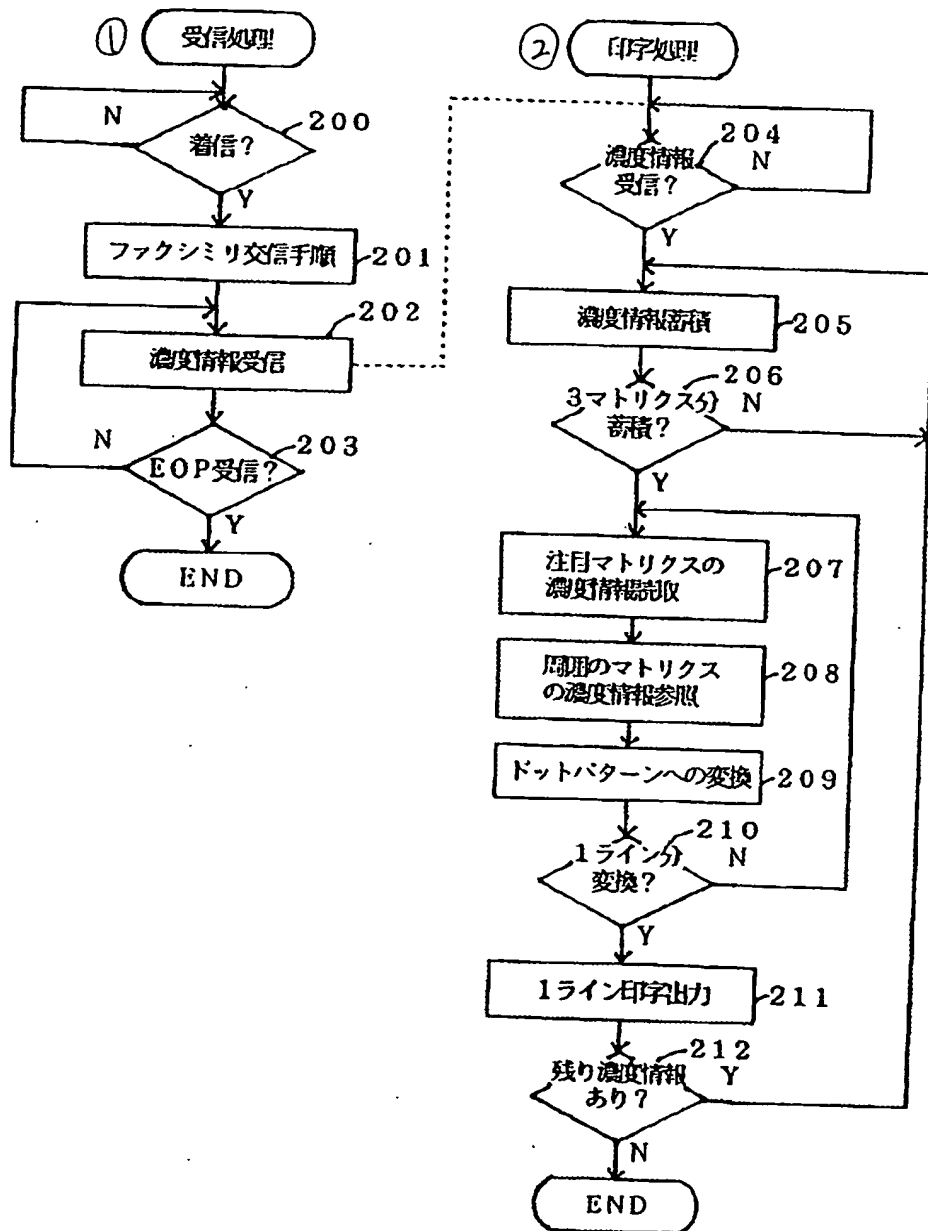 ① 受信処理
着信？
200
N
Y
ファクシミリ交信手順
201
濃度情報受信
202
EOP受信？
203
N
Y
END
② 印字処理
濃度情報
受信？
204
N
Y
濃度情報蓄積
205
3マトリクス分
蓄積？
206
N
Y
注目マトリクスの
濃度情報読取
207
周囲のマトリクス
の濃度情報参照
208
ドットパターンへの変換
209
1ライン分
変換？
210
N
Y
1ライン印字出力
211
残り濃度情報
あり？
212
Y
N
END